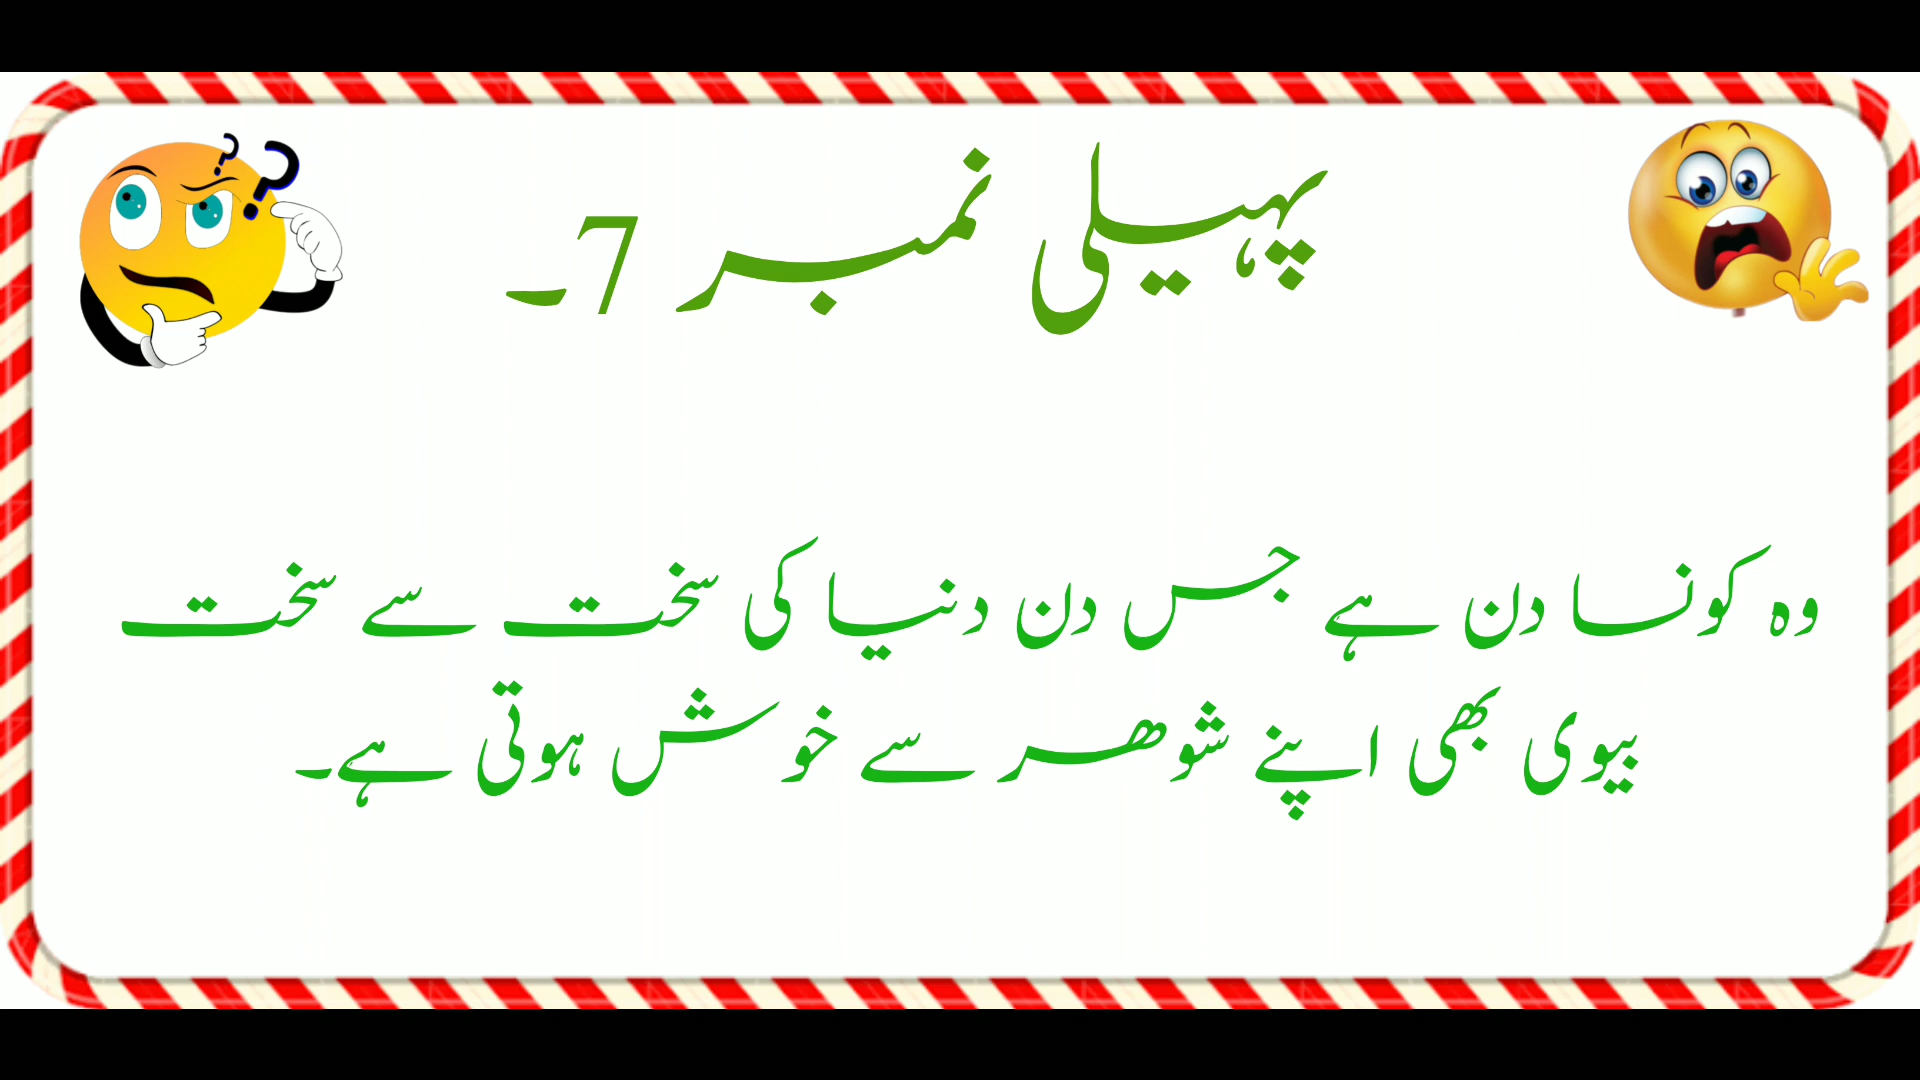 پہیلی نمبر 7۔
وہ کونسا دن ہے جس دن دنیا کی سخت سے سخت
بیوی بھی اپنے شوھر سے خوش ہوتی ہے۔